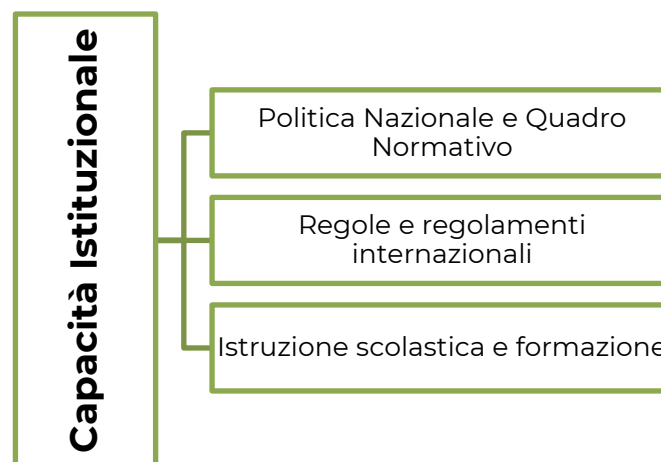 Capacità Istituzionale
Politica Nazionale e Quadro
Normativo
Regole e regolamenti
internazionali
Istruzione scolastica e formazione